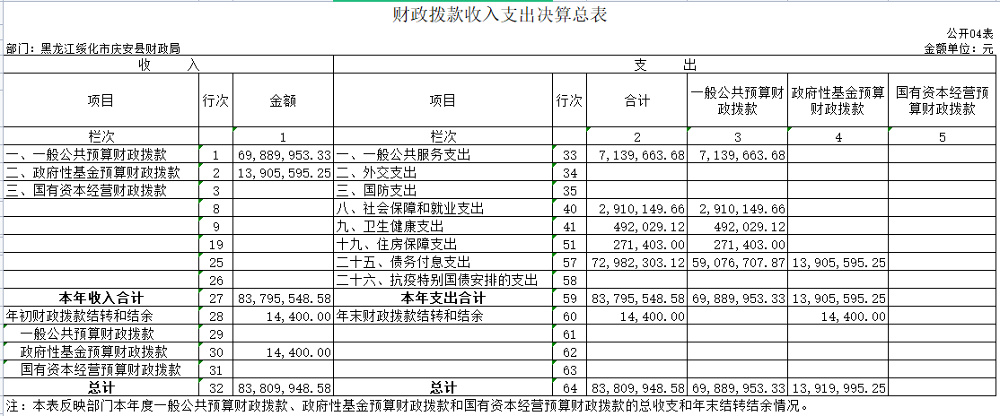 财政拨款收入支出决算总表
公开04表
部门：黑龙江绥化市庆安县财政局 金额单位：元
收 入 支 出
项目 行次 金额 项目 行次 合计 一般公共预算财政拨款 政府性基金预算财政拨款 国有资本经营预算财政拨款
栏次 1 栏次 2 3 4 5
一、一般公共预算财政拨款 1 69,889,953.33 一、一般公共服务支出 33 7,139,663.68 7,139,663.68
二、政府性基金预算财政拨款 2 13,905,595.25 二、外交支出 34
三、国有资本经营财政拨款 3 三、国防支出 35
8 八、社会保障和就业支出 40 2,910,149.66 2,910,149.66
9 九、卫生健康支出 41 492,029.12 492,029.12
19 十九、住房保障支出 51 271,403.00 271,403.00
25 二十五、债务付息支出 57 72,982,303.12 59,076,707.87 13,905,595.25
26 二十六、抗疫特别国债安排的支出 58
本年收入合计 27 83,795,548.58 本年支出合计 59 83,795,548.58 69,889,953.33 13,905,595.25
年初财政拨款结转和结余 28 14,400.00 年末财政拨款结转和结余 60 14,400.00 14,400.00
一般公共预算财政拨款 29 61
政府性基金预算财政拨款 30 14,400.00 62
国有资本经营预算财政拨款 31 63
总计 32 83,809,948.58 总计 64 83,809,948.58 69,889,953.33 13,919,995.25
注：本表反映部门本年度一般公共预算财政拨款、政府性基金预算财政拨款和国有资本经营预算财政拨款的总收支和年末结转结余情况。